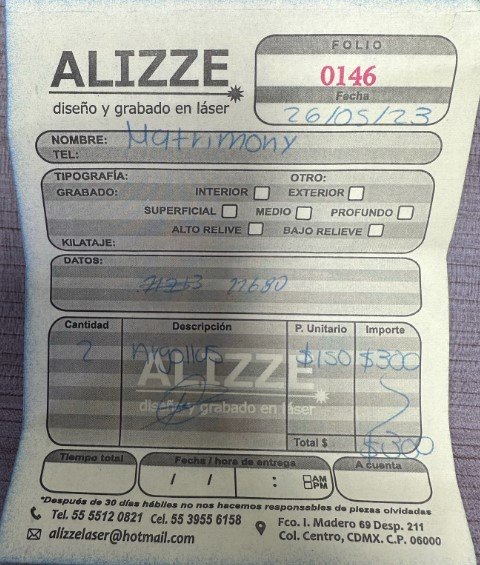 ALIZZE
diseño y grabado en láser
FOLIO
0146
Fecha
26/05/23
NOMBRE: Matrimony
TEL:
TIPOGRAFÍA: OTRO:
GRABADO: INTERIOR EXTERIOR
SUPERFICIAL MEDIO PROFUNDO
ALTO RELIVE BAJO RELIEVE
KILATAJE:
DATOS:
22680
Cantidad Descripción P. Unitario Importe
2 Argollas $150 $300
ALIZZE
diseño y grabado en láser
Total $ $300
Tiempo total Fecha / hora de entrega A cuenta
/ / : AM
PM
*Después de 30 días hábiles no nos hacemos responsables de piezas olvidadas
Tel. 55 5512 0821 Cel. 55 3955 6158
alizzelaser@hotmail.com
Fco. I. Madero 69 Desp. 211
Col. Centro, CDMX. C.P. 06000